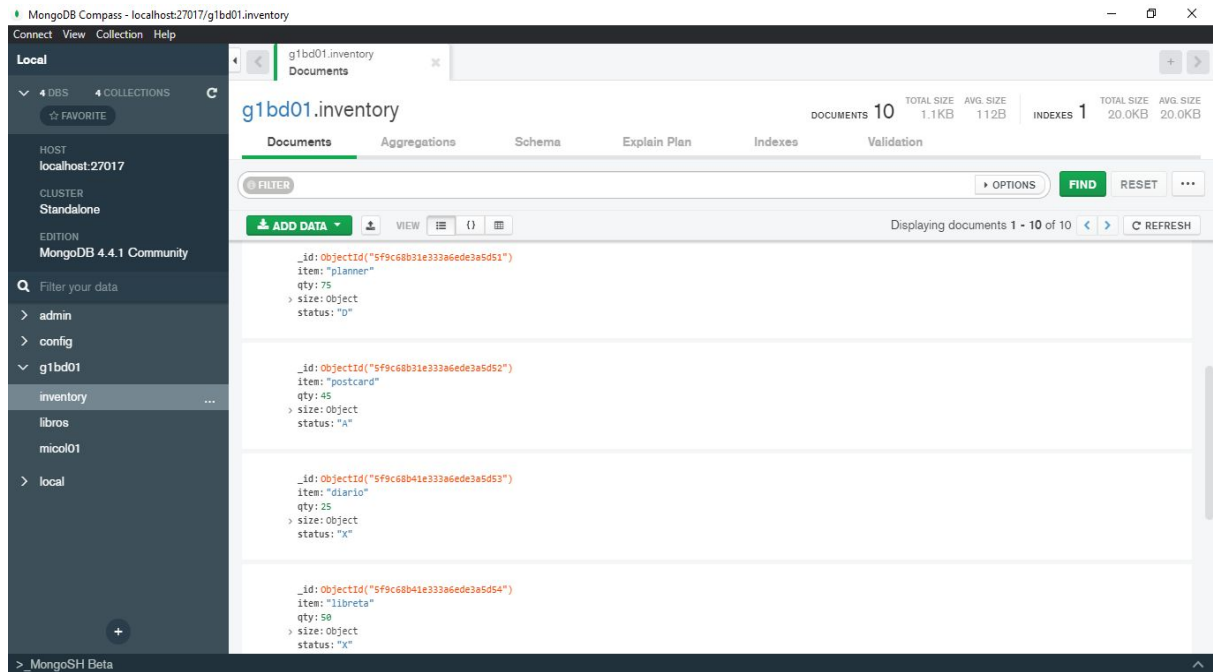 MongoDB Compass - localhost:27017/g1bd01.inventory
Connect View Collection Help
Local
4 DBS 4 COLLECTIONS
☆ FAVORITE
HOST
localhost:27017
CLUSTER
Standalone
EDITION
MongoDB 4.4.1 Community
Filter your data
admin
config
g1bd01
inventory ...
libros
micol01
local
g1bd01.inventory
Documents
g1bd01.inventory
DOCUMENTS 10 TOTAL SIZE 1.1KB AVG. SIZE 112B INDEXES 1 TOTAL SIZE 20.0KB AVG. SIZE 20.0KB
Documents Aggregations Schema Explain Plan Indexes Validation
FILTER OPTIONS FIND RESET ...
ADD DATA VIEW {} Displaying documents 1 - 10 of 10 < > REFRESH
_id: ObjectId("5f9c68b31e333a6ede3a5d51")
item: "planner"
qty: 75
> size: Object
status: "D"
_id: ObjectId("5f9c68b31e333a6ede3a5d52")
item: "postcard"
qty: 45
> size: Object
status: "A"
_id: ObjectId("5f9c68b41e333a6ede3a5d53")
item: "diario"
qty: 25
> size: Object
status: "X"
_id: ObjectId("5f9c68b41e333a6ede3a5d54")
item: "libreta"
qty: 50
> size: Object
status: "X"
>_MongoSH Beta